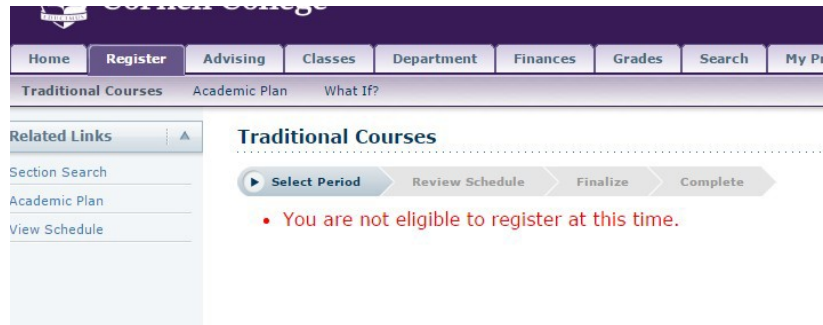 College
Home Register Advising Classes Department Finances Grades Search My
Traditional Courses Academic Plan What If?
Related Links
Traditional Courses
Section Search
Select Period Review Schedule Finalize Complete
Academic Plan
You are not eligible to register at this time.
View Schedule